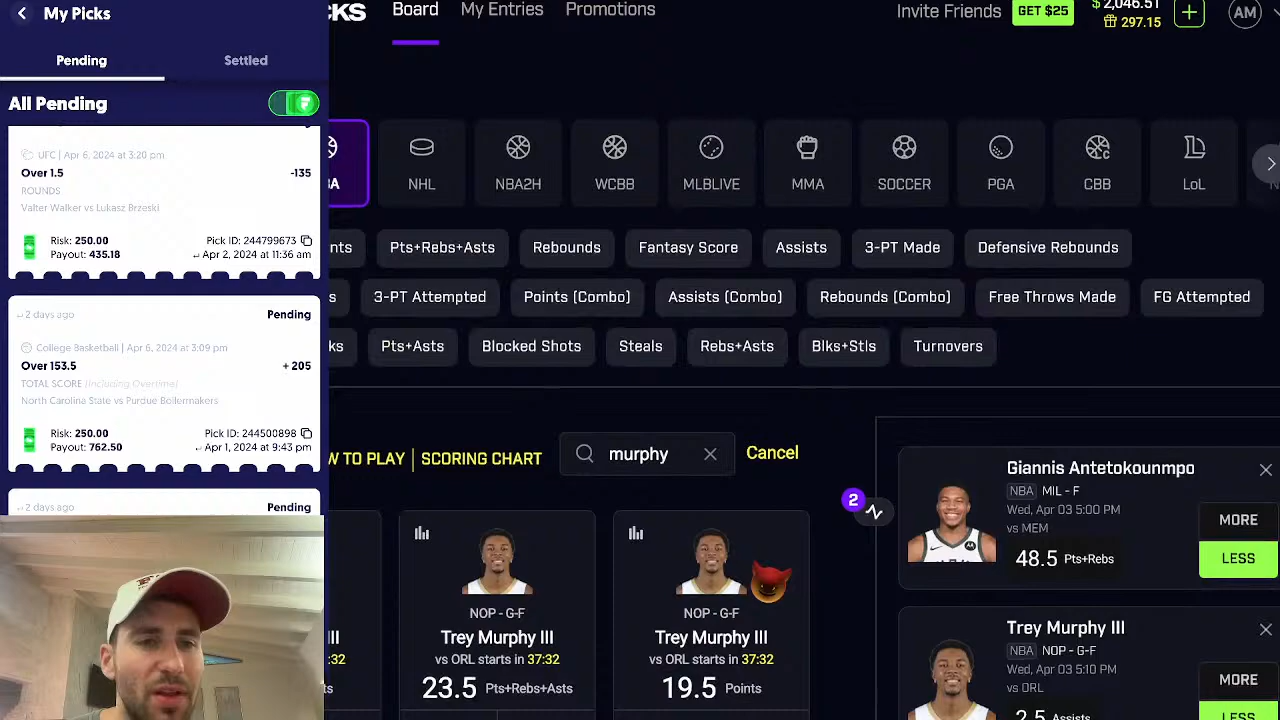 My Picks
Pending
Settled
All Pending
UFC | Apr 6, 2024 at 3:20 pm
Over 1.5
-135
ROUNDS
Valter Walker vs Lukasz Brzeski
Risk: 250.00
Pick ID: 244799673
Payout: 435.18
Apr 2, 2024 at 11:36 am
2 days ago
Pending
College Basketball | Apr 6, 2024 at 3:09 pm
Over 153.5
+ 205
TOTAL SCORE (Including Overtime)
North Carolina State vs Purdue Boilermakers
Risk: 250.00
Pick ID: 244500898
Payout: 762.50
Apr 1, 2024 at 9:43 pm
2 days ago
Pending
Board
My Entries
Promotions
Invite Friends
GET $25
$2,046.51
297.15
AM
NHL
NBA2H
WCBB
MLBLIVE
MMA
SOCCER
PGA
CBB
LoL
Pts+Rebs+Asts
Rebounds
Fantasy Score
Assists
3-PT Made
Defensive Rebounds
3-PT Attempted
Points (Combo)
Assists (Combo)
Rebounds (Combo)
Free Throws Made
FG Attempted
Pts+Asts
Blocked Shots
Steals
Rebs+Asts
Blks+Stls
Turnovers
W TO PLAY | SCORING CHART
murphy
Cancel
NOP - G-F
Trey Murphy III
vs ORL starts in 37:32
23.5 Pts+Rebs+Asts
NOP - G-F
Trey Murphy III
vs ORL starts in 37:32
19.5 Points
2
Giannis Antetokounmpo
NBA MIL - F
Wed, Apr 03 5:00 PM
vs MEM
48.5 Pts+Rebs
MORE
LESS
Trey Murphy III
NBA NOP - G-F
Wed, Apr 03 5:10 PM
vs ORL
2.5 Assists
MORE
LESS